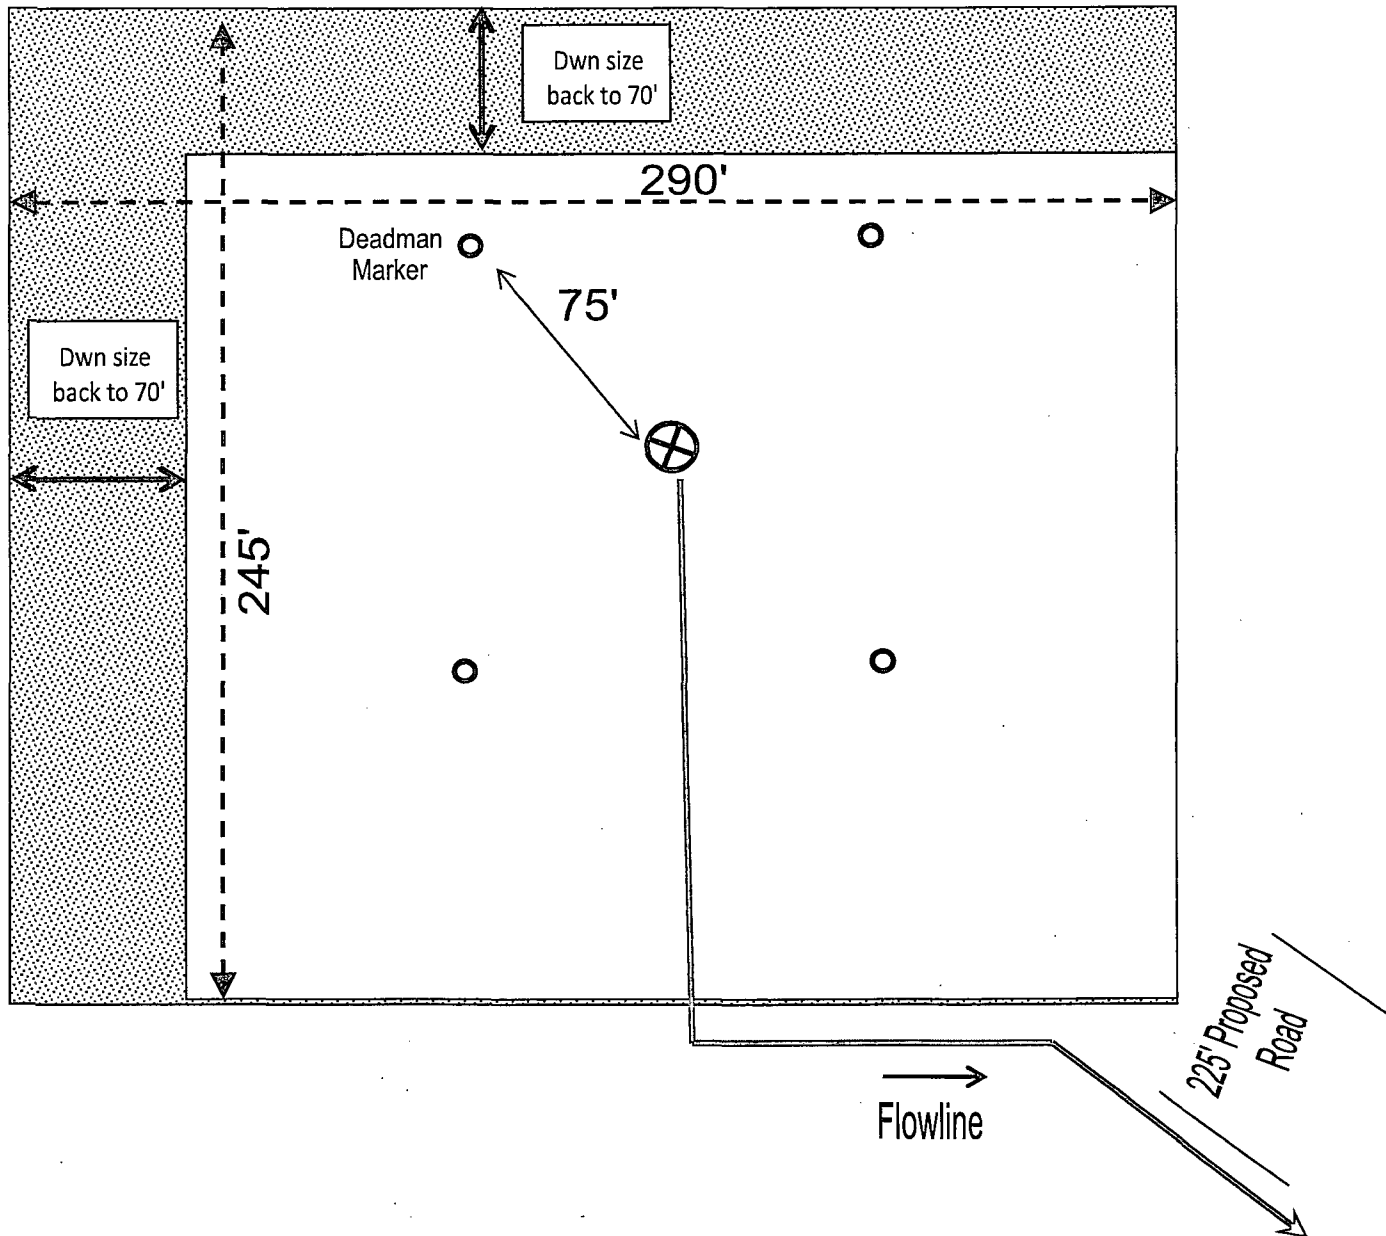 Dwn size
back to 70'
290'
Deadman
Marker
75'
Dwn size
back to 70'
245'
225' Proposed
Road
Flowline